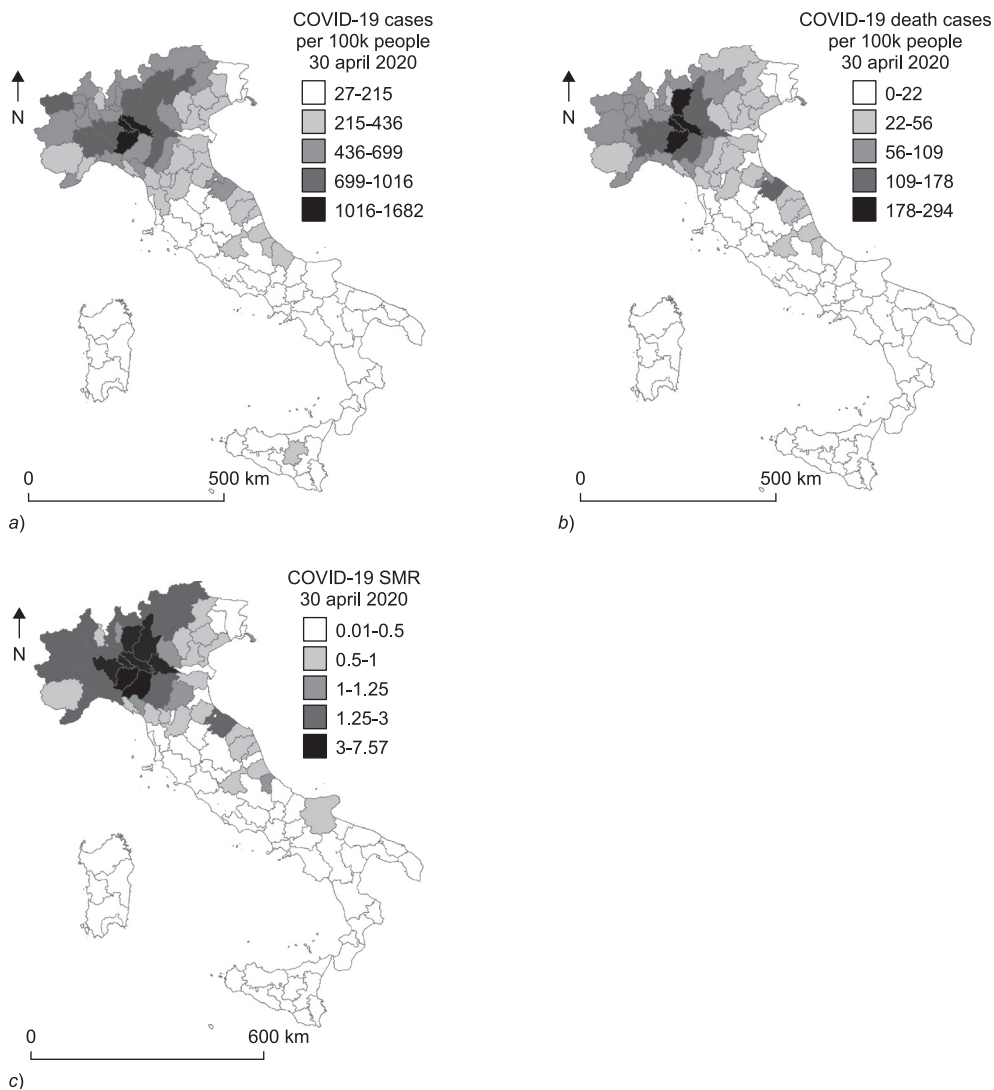 COVID-19 cases
per 100k people
30 april 2020
N
27-215
215-436
436-699
699-1016
1016-1682
0
500 km
a)
COVID-19 death cases
per 100k people
30 april 2020
N
0-22
22-56
56-109
109-178
178-294
0
500 km
b)
COVID-19 SMR
30 april 2020
N
0.01-0.5
0.5-1
1-1.25
1.25-3
3-7.57
0
600 km
c)